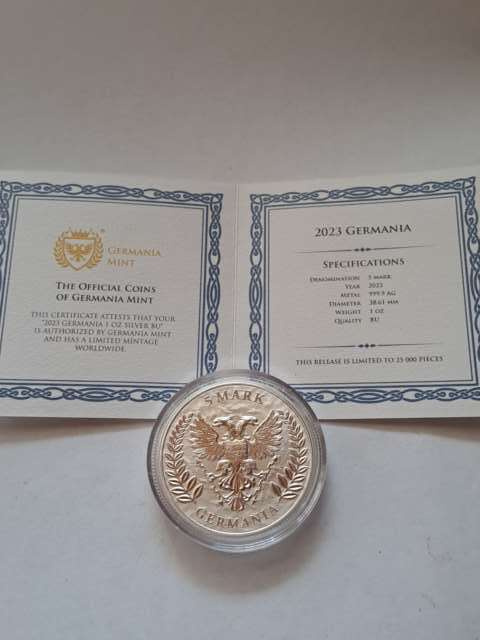 GERMANIA
MINT
THE OFFICIAL COINS
OF GERMANIA MINT
THIS CERTIFICATE ATTESTS THAT YOUR
"2023 GERMANIA 1 OZ SILVER BU"
IS AUTHORIZED BY GERMANIA MINT
AND HAS A LIMITED MINTAGE
WORLDWIDE.
2023 GERMANIA
SPECIFICATIONS
DENOMINATION 5 MARK
YEAR 2023
METAL 999.9 AG
DIAMETER 38.61 MM
WEIGHT 1 OZ
QUALITY BU
THIS RELEASE IS LIMITED TO 25 000 PIECES
5 MARK
GERMANIA